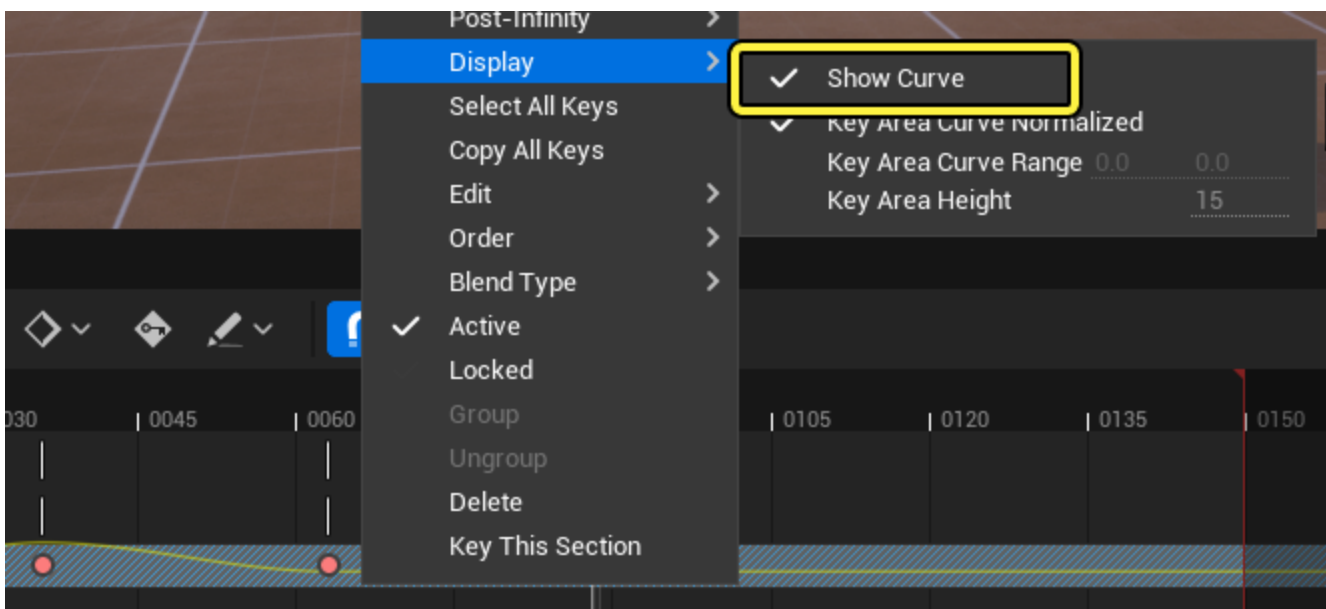 Post-Infinity
Display
Show Curve
Select All Keys
Key Area Curve Normalized
Copy All Keys
Key Area Curve Range 0.0 0.0
Edit
Key Area Height 15
Order
Blend Type
Active
Locked
030 0045 0060 0105 0120 0135 0150
Group
Ungroup
Delete
Key This Section